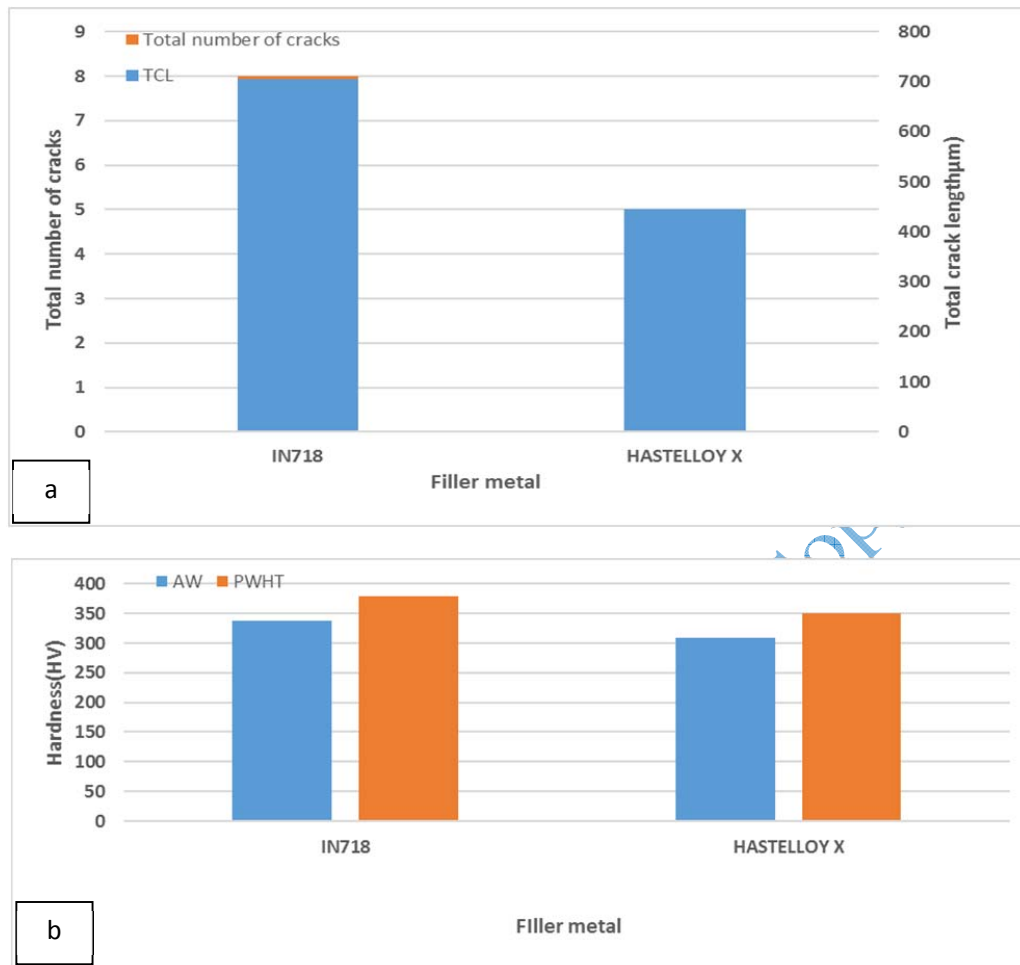 Total number of cracks
TCL
Total number of cracks
9
8
7
6
5
4
3
2
1
0
800
700
600
500
400
300
200
100
0
Total crack lengthμm)
IN718 HASTELLOY X
Filler metal
a
AW PWHT
Hardness(HV)
400
350
300
250
200
150
100
50
0
IN718 HASTELLOY X
FIller metal
b